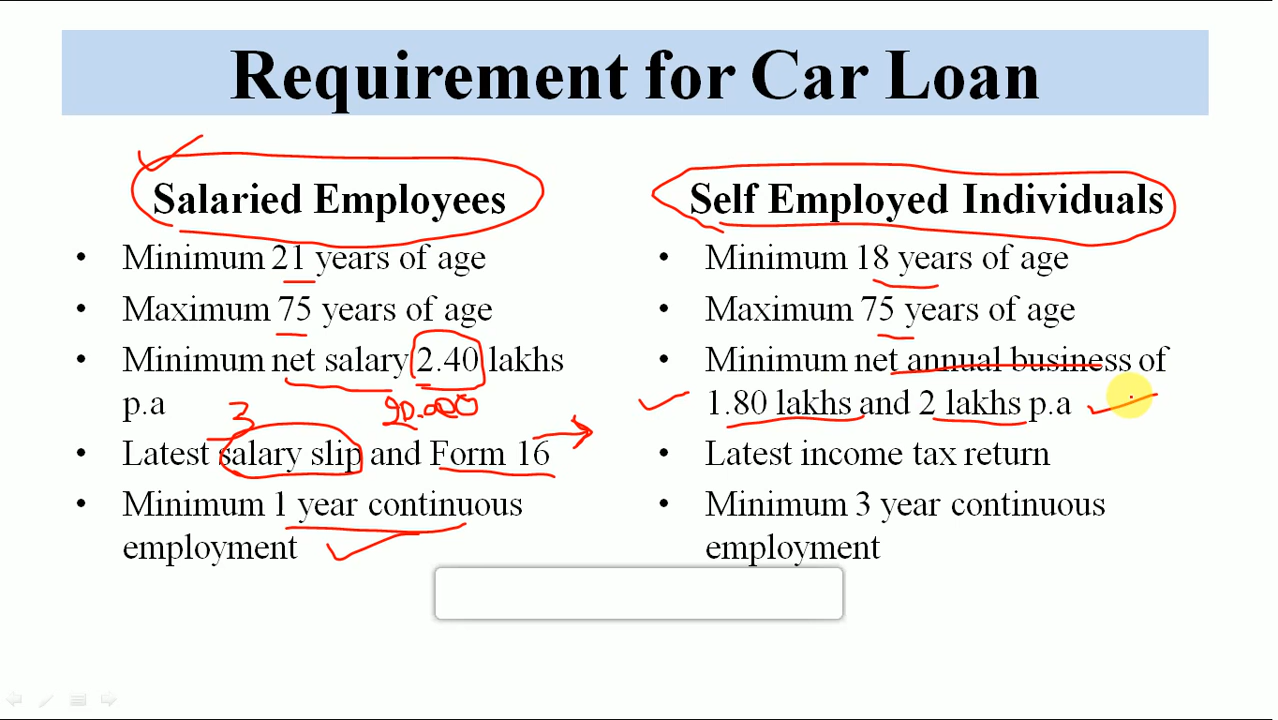 Requirement for Car Loan
Salaried Employees
• Minimum 21 years of age
• Maximum 75 years of age
• Minimum net salary 2.40 lakhs
p.a
20.000
3
• Latest salary slip and Form 16
• Minimum 1 year continuous
employment
Self Employed Individuals
• Minimum 18 years of age
• Maximum 75 years of age
• Minimum net annual business of
1.80 lakhs and 2 lakhs p.a
• Latest income tax return
• Minimum 3 year continuous
employment